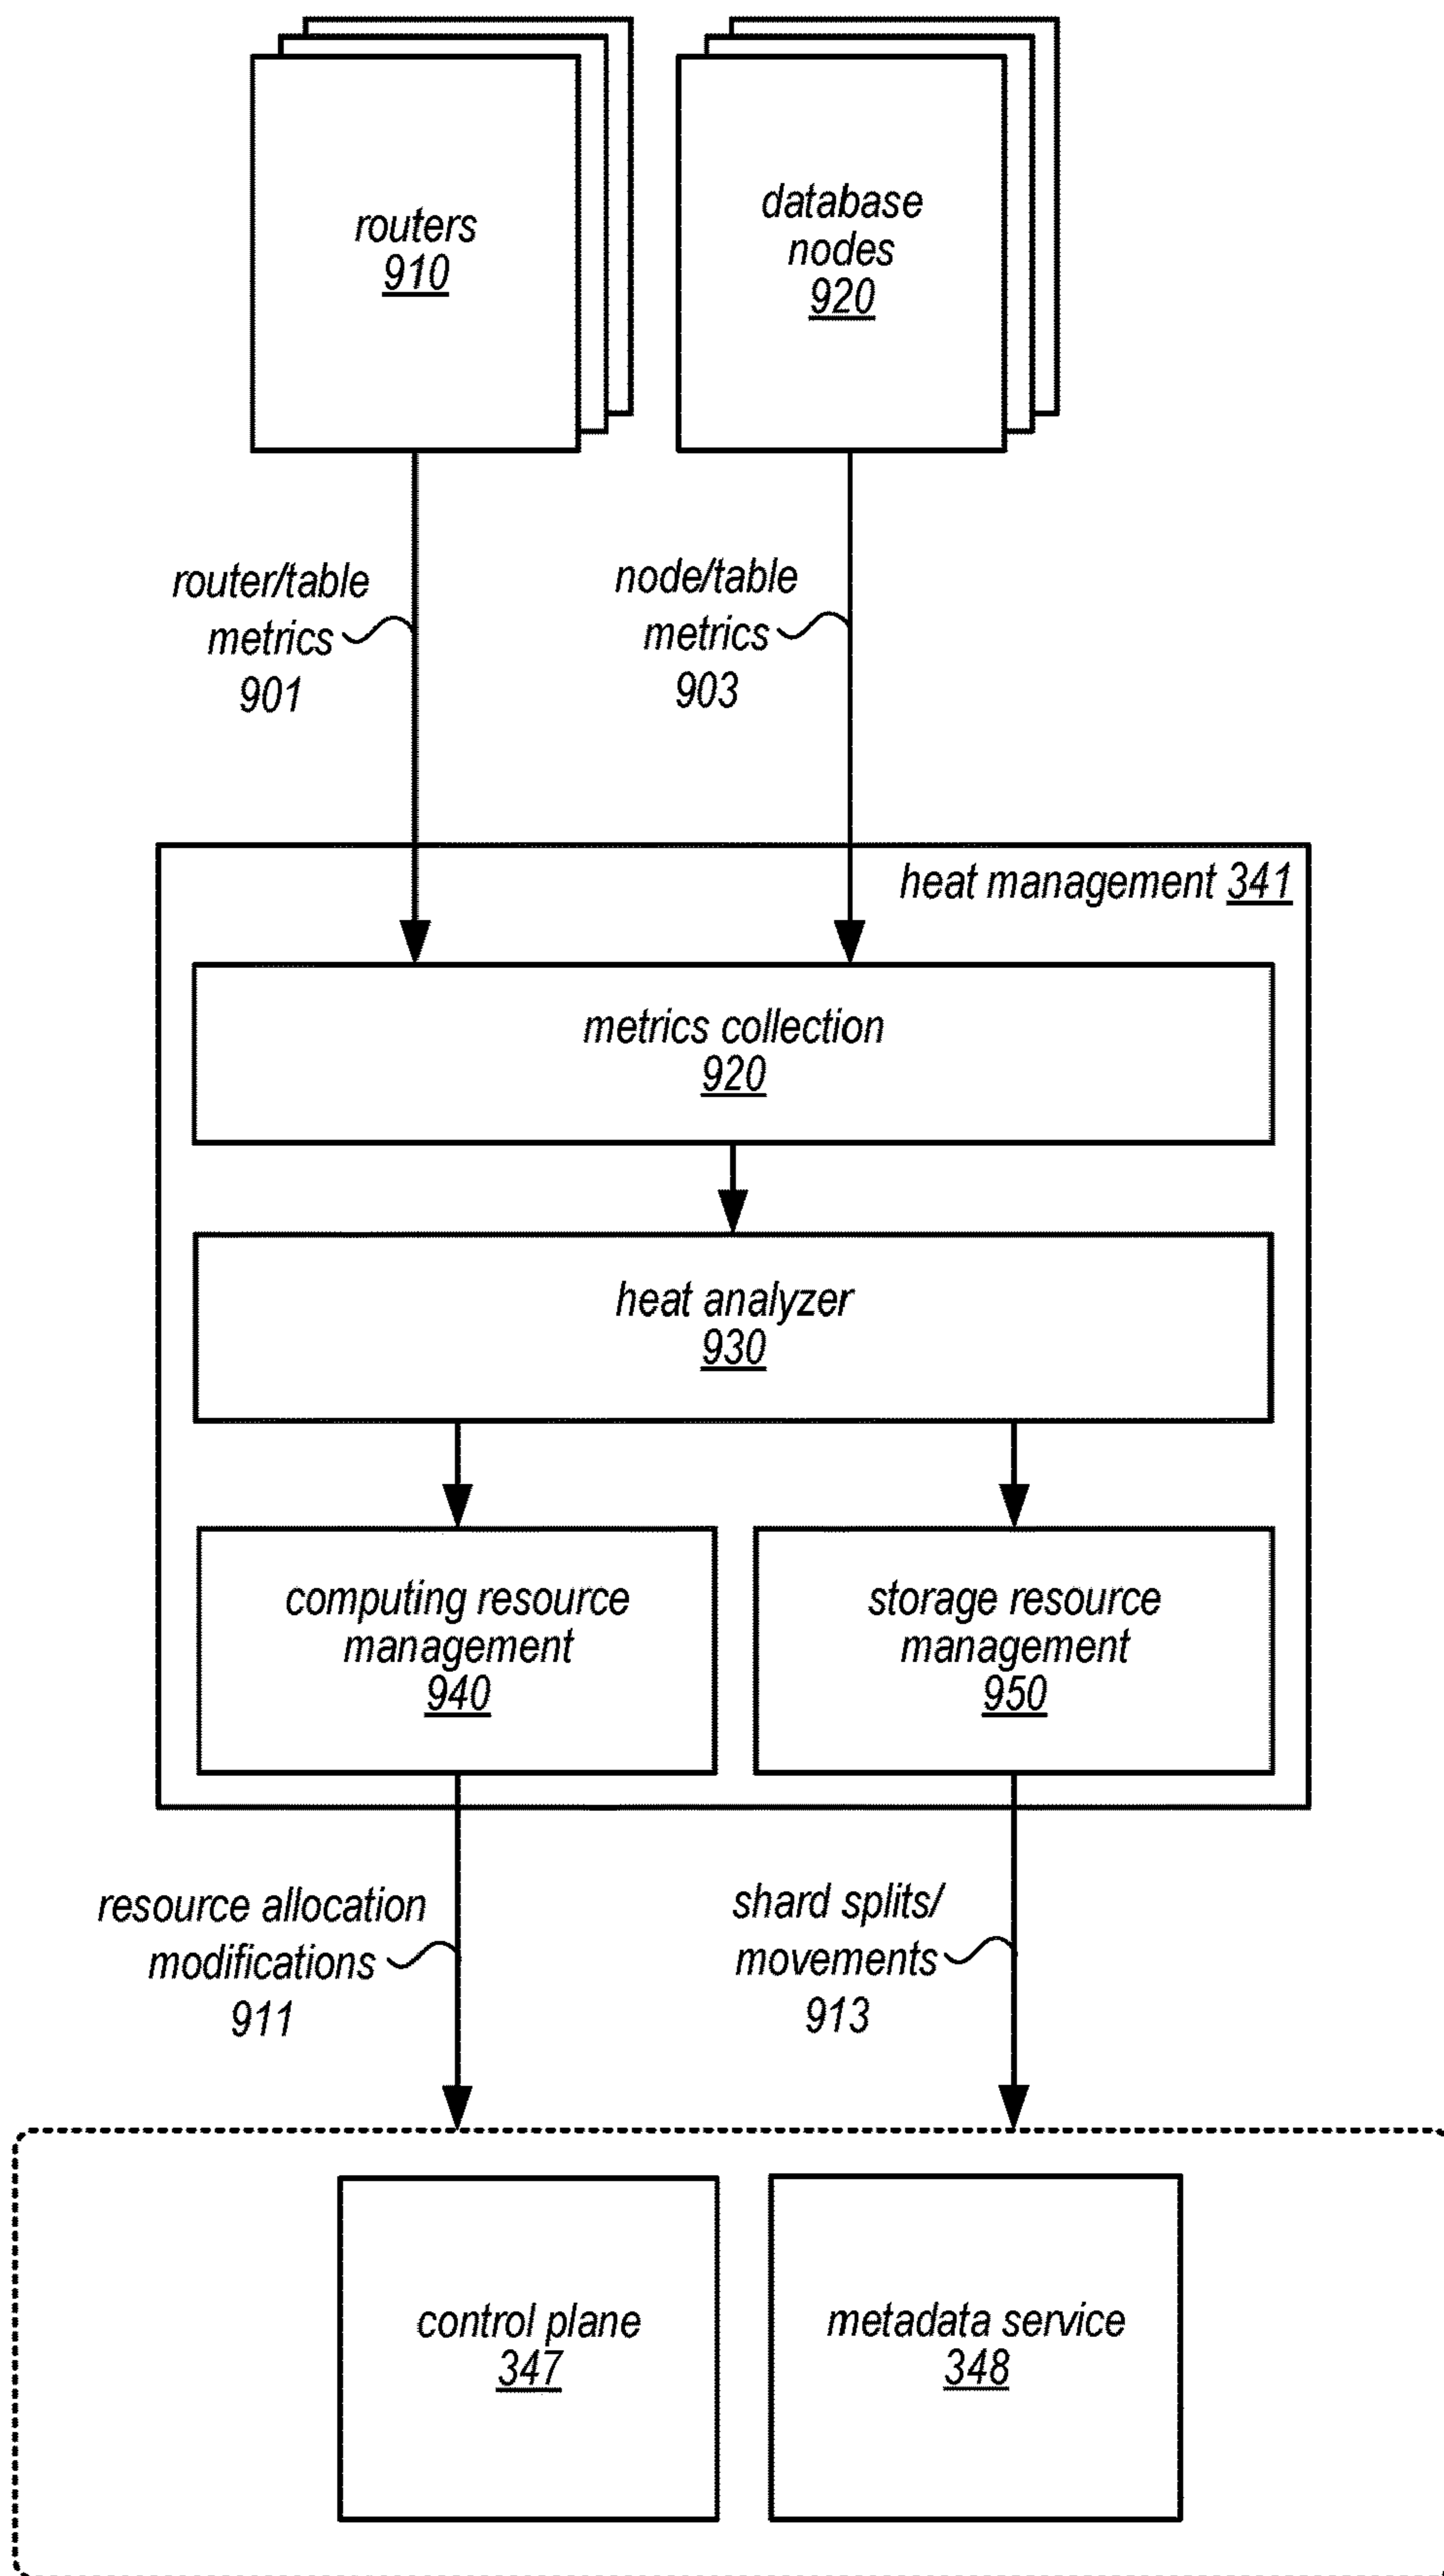 routers
910
database
nodes
920
router/table
metrics
901
node/table
metrics
903
heat management 341
metrics collection
920
heat analyzer
930
computing resource
management
940
storage resource
management
950
resource allocation
modifications
911
shard splits/
movements
913
control plane
347
metadata service
348